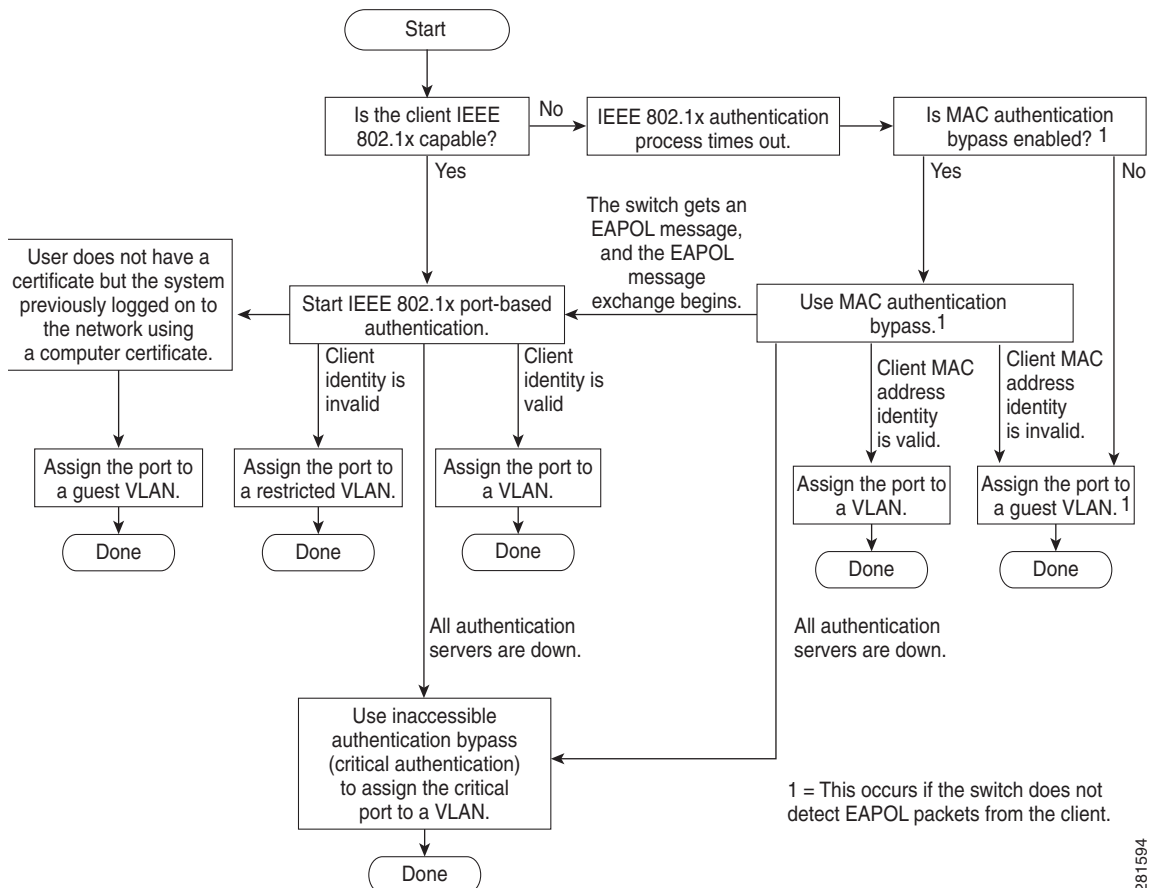 Start
Is the client IEEE
802.1x capable?
No
IEEE 802.1x authentication
process times out.
Is MAC authentication
bypass enabled? 1
Yes
Yes
No
The switch gets an
EAPOL message,
and the EAPOL
message
exchange begins.
User does not have a
certificate but the system
previously logged on to
the network using
a computer certificate.
Start IEEE 802.1x port-based
authentication.
Use MAC authentication
bypass.1
Client
identity is
invalid
Client
identity is
valid
Client MAC
address
identity
is valid.
Client MAC
address
identity
is invalid.
Assign the port to
a guest VLAN.
Assign the port to
a restricted VLAN.
Assign the port to
a VLAN.
Assign the port to
a VLAN.
Assign the port to
a guest VLAN.1
Done
Done
Done
Done
Done
All authentication
servers are down.
All authentication
servers are down.
Use inaccessible
authentication bypass
(critical authentication)
to assign the critical
port to a VLAN.
1 = This occurs if the switch does not
detect EAPOL packets from the client.
Done
281594